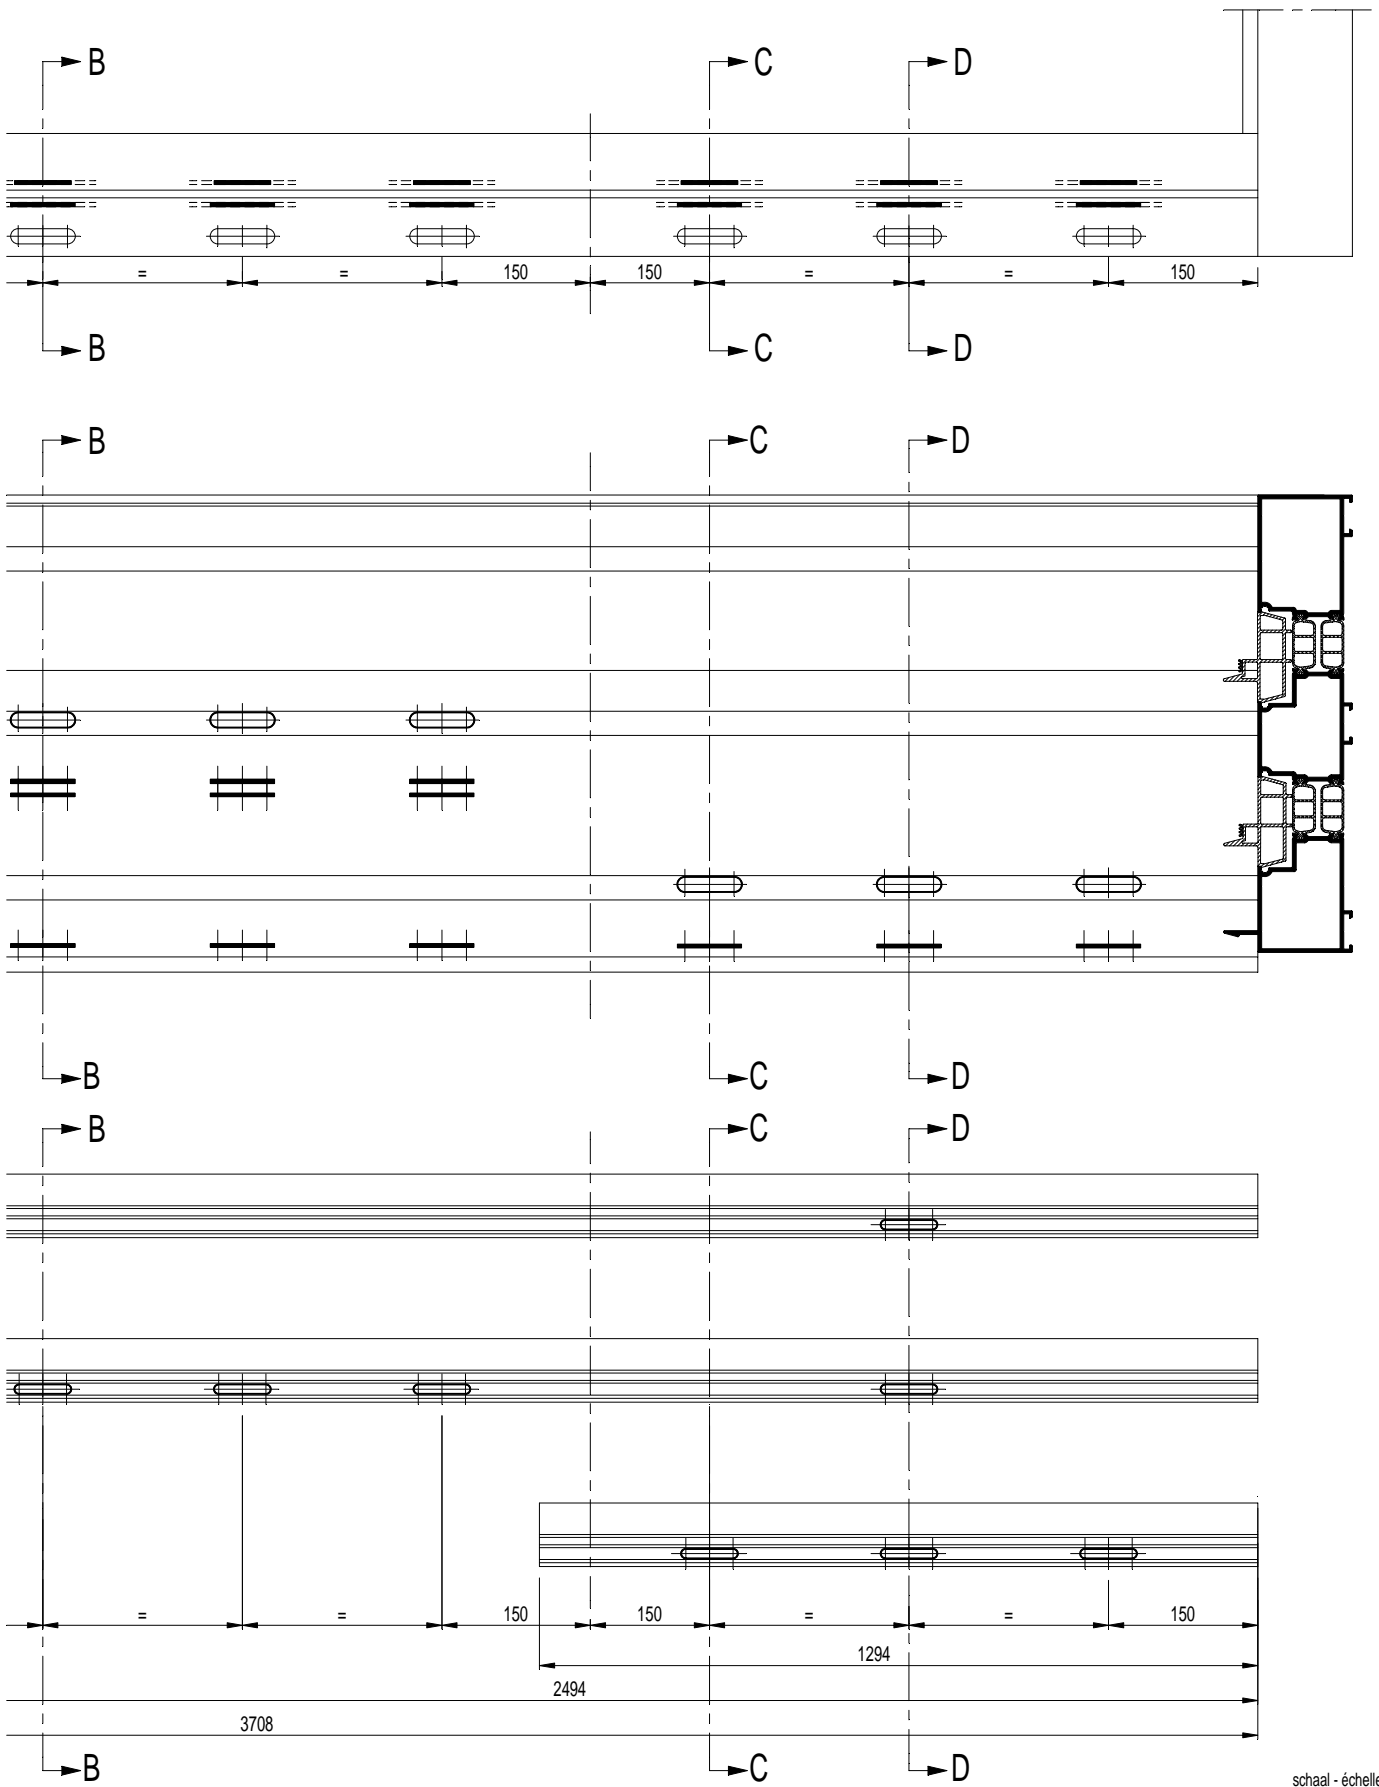 B C D
= = 150 150 = = 150
B C D
B C D
B C D
B C D
= = 150 150 = = 150
1294
2494
3708
B C D
schaal - échelle